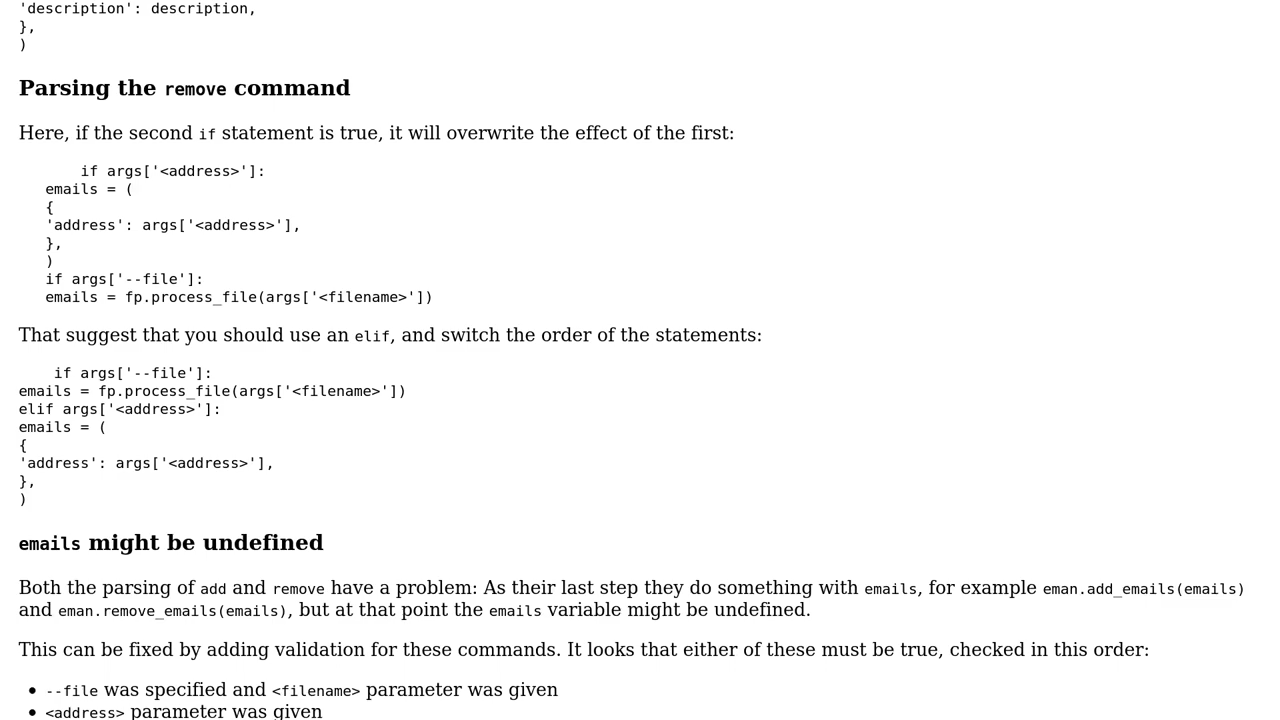 'description': description,
},
)
Parsing the remove command
Here, if the second if statement is true, it will overwrite the effect of the first:
if args['<address>']:
emails = (
{
'address': args['<address>'],
},
)
if args['--file']:
emails = fp.process_file(args['<filename>'])
That suggest that you should use an elif, and switch the order of the statements:
if args['--file']:
emails = fp.process_file(args['<filename>'])
elif args['<address>']:
emails = (
{
'address': args['<address>'],
},
)
emails might be undefined
Both the parsing of add and remove have a problem: As their last step they do something with emails, for example eman.add_emails(emails)
and eman.remove_emails(emails), but at that point the emails variable might be undefined.
This can be fixed by adding validation for these commands. It looks that either of these must be true, checked in this order:
• --file was specified and <filename> parameter was given
• <address> parameter was given